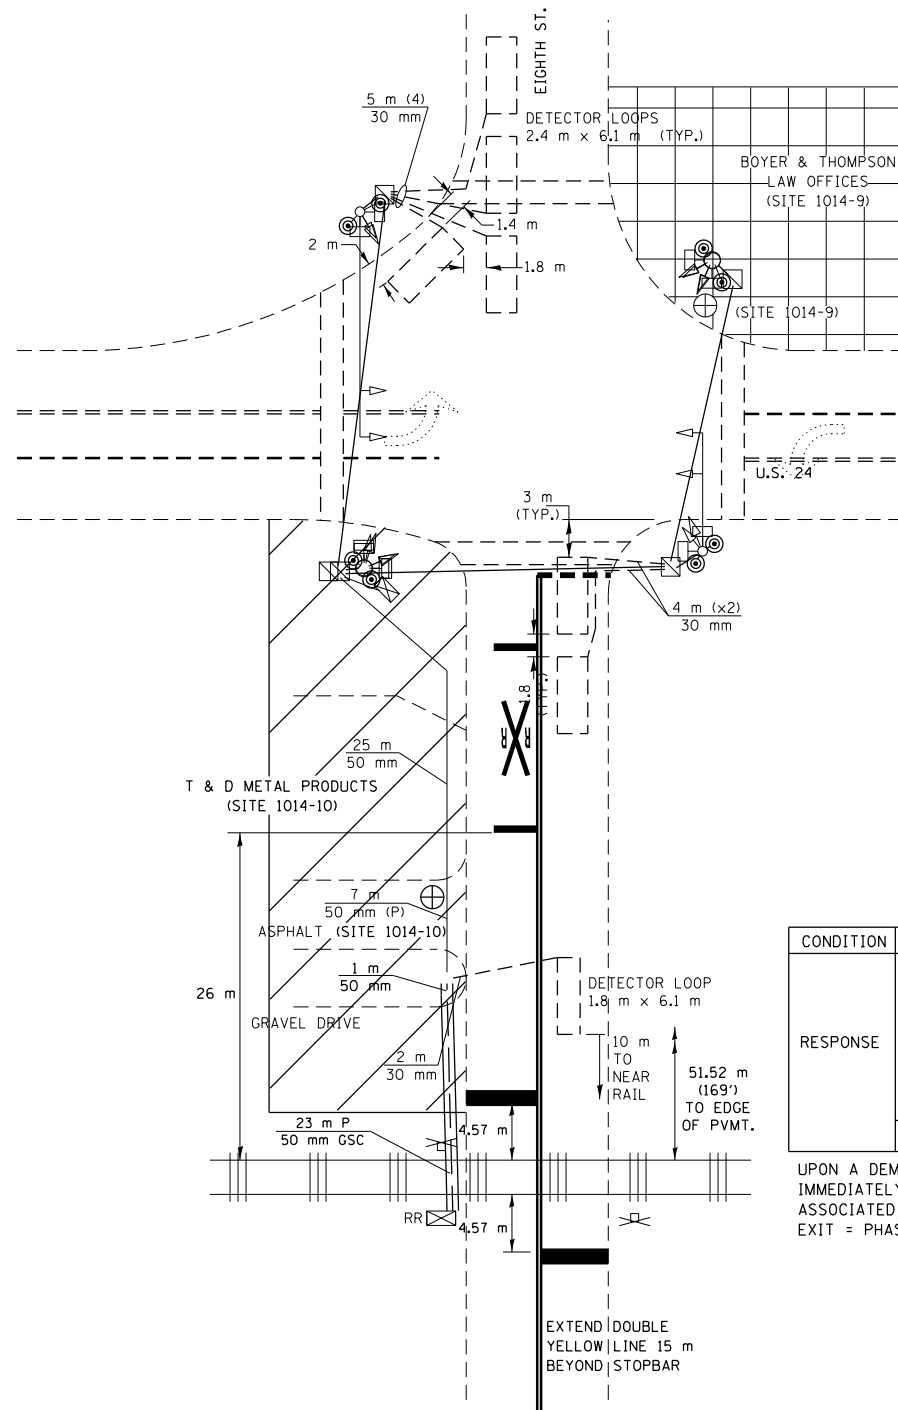 EIGHTH ST.
5 m (4)
30 mm
DETECTOR LOOPS
2.4 m x 6.1 m (TYP.)
BOYER & THOMPSON
LAW OFFICES
(SITE 1014-9)
1.4 m
2 m
1.8 m
(SITE 1014-9)
U.S. 24
3 m
(TYP.)
4 m (x2)
30 mm
1.8
(TYP.)
R R
25 m
50 mm
T & D METAL PRODUCTS
(SITE 1014-10)
7 m
50 mm (P)
ASPHALT (SITE 1014-10)
1 m
50 mm
DETECTOR LOOP
1.8 m x 6.1 m
26 m
GRAVEL DRIVE
2 m
30 mm
10 m
TO
NEAR
RAIL
51.52 m
(169')
TO EDGE
OF PVMT.
CONDITION
RESPONSE
23 m P
50 mm GSC
4.57 m
UPON A DEM
IMMEDIATELY
ASSOCIATED
EXIT = PHAS
RR
4.57 m
EXTEND DOUBLE
YELLOW LINE 15 m
BEYOND STOPBAR